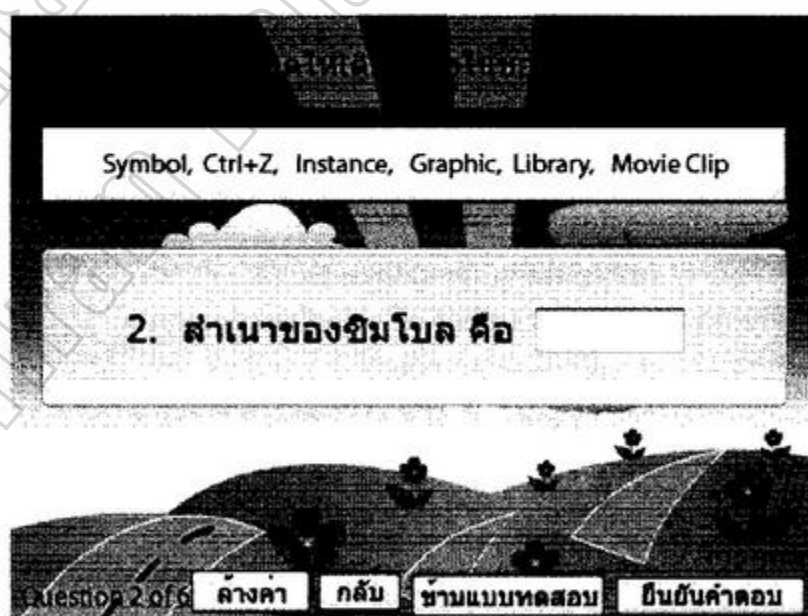 Symbol, Ctrl+Z, Instance, Graphic, Library, Movie Clip
2. สำเนาของซิมโบล คือ
Question 2 of 6
ล้างค่า
กลับ
ข้ามแบบทดสอบ
ยืนยันคำตอบ